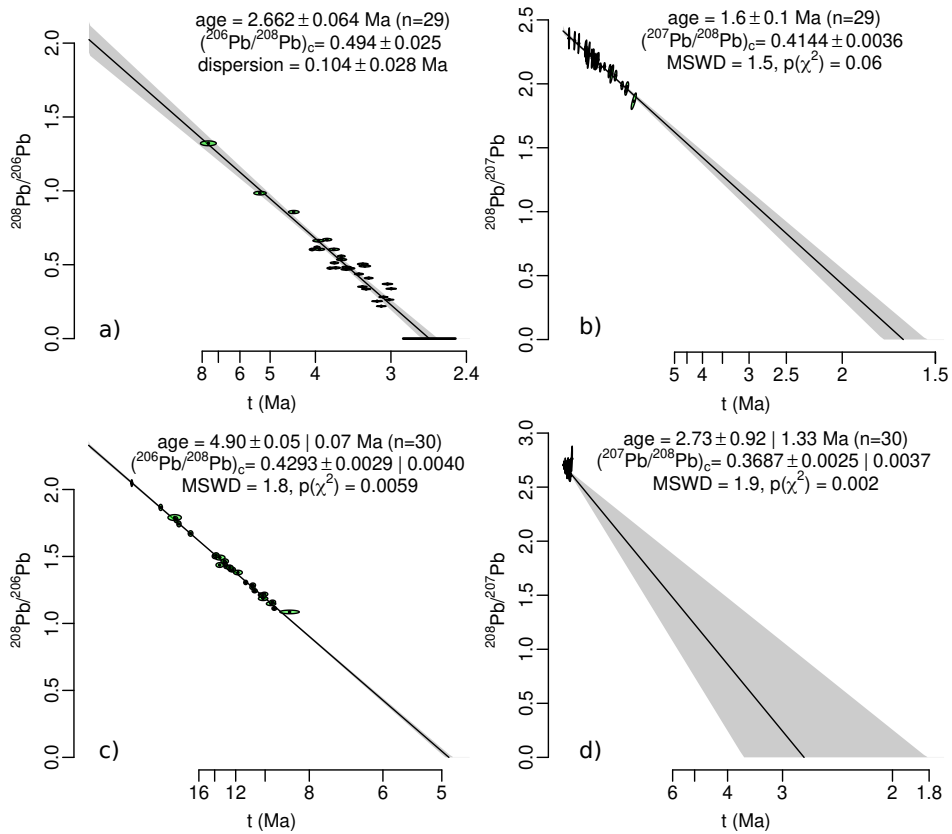 age = 2.662 ± 0.064 Ma (n=29)
(²⁰⁶Pb/²⁰⁸Pb)c= 0.494 ± 0.025
dispersion = 0.104 ± 0.028 Ma
²⁰⁸Pb/²⁰⁶Pb
0.0 0.5 1.0 1.5 2.0
a)
8 6 5 4 3 2.4
t (Ma)
age = 1.6 ± 0.1 Ma (n=29)
(²⁰⁷Pb/²⁰⁸Pb)c= 0.4144 ± 0.0036
MSWD = 1.5, p(χ²) = 0.06
²⁰⁸Pb/²⁰⁷Pb
0.0 0.5 1.0 1.5 2.0 2.5
b)
5 4 3 2.5 2 1.5
t (Ma)
age = 4.90 ± 0.05 | 0.07 Ma (n=30)
(²⁰⁶Pb/²⁰⁸Pb)c= 0.4293 ± 0.0029 | 0.0040
MSWD = 1.8, p(χ²) = 0.0059
²⁰⁸Pb/²⁰⁶Pb
0.0 0.5 1.0 1.5 2.0
c)
16 12 8 6 5
t (Ma)
age = 2.73 ± 0.92 | 1.33 Ma (n=30)
(²⁰⁷Pb/²⁰⁸Pb)c= 0.3687 ± 0.0025 | 0.0037
MSWD = 1.9, p(χ²) = 0.002
²⁰⁸Pb/²⁰⁷Pb
0.0 0.5 1.0 1.5 2.0 2.5 3.0
d)
6 4 3 2 1.8
t (Ma)